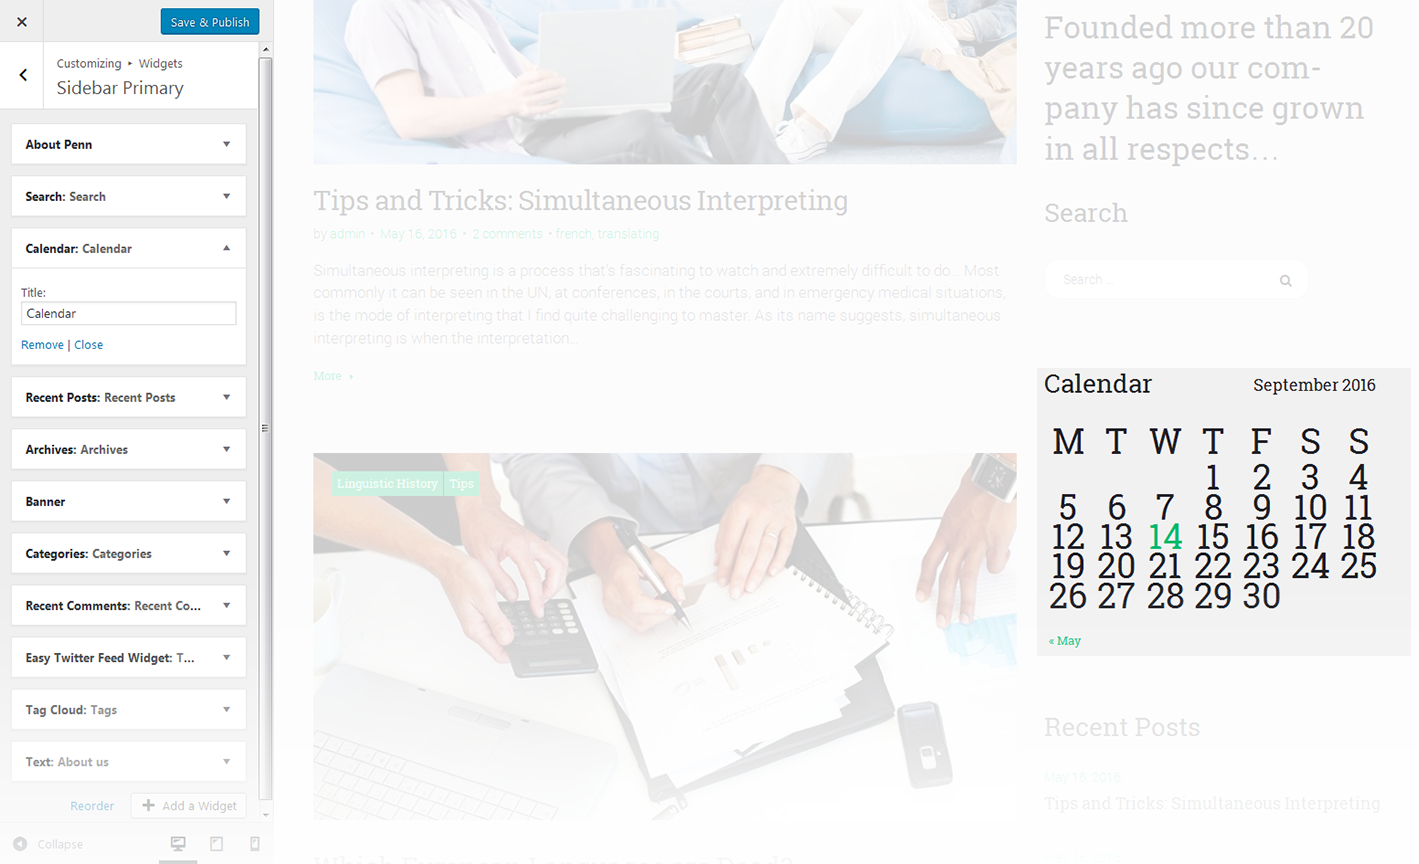 Save & Publish
Customizing ▸ Widgets
Sidebar Primary
About Penn
Search: Search
Calendar: Calendar
Title:
Calendar
Remove | Close
Recent Posts: Recent Posts
Archives: Archives
Banner
Categories: Categories
Recent Comments: Recent Co...
Easy Twitter Feed Widget: T...
Tag Cloud: Tags
Text: About us
Reorder
Add a Widget
Collapse
Tips and Tricks: Simultaneous Interpreting
by admin • May 16, 2016 • 2 comments • french, translating
Simultaneous interpreting is a process that's fascinating to watch and extremely difficult to do... Most
commonly it can be seen in the UN, at conferences, in the courts, and in emergency medical situations,
is the mode of interpreting that I find quite challenging to master. As its name suggests, simultaneous
interpreting is when the interpretation...
More
Linguistic History Tips
Which European Languages are Dead?
Founded more than 20
years ago our com-
pany has since grown
in all respects...
Search
Search...
Calendar
September 2016
M T W T F S S
1 2 3 4
5 6 7 8 9 10 11
12 13 14 15 16 17 18
19 20 21 22 23 24 25
26 27 28 29 30
« May
Recent Posts
May 16, 2016
Tips and Tricks: Simultaneous Interpreting